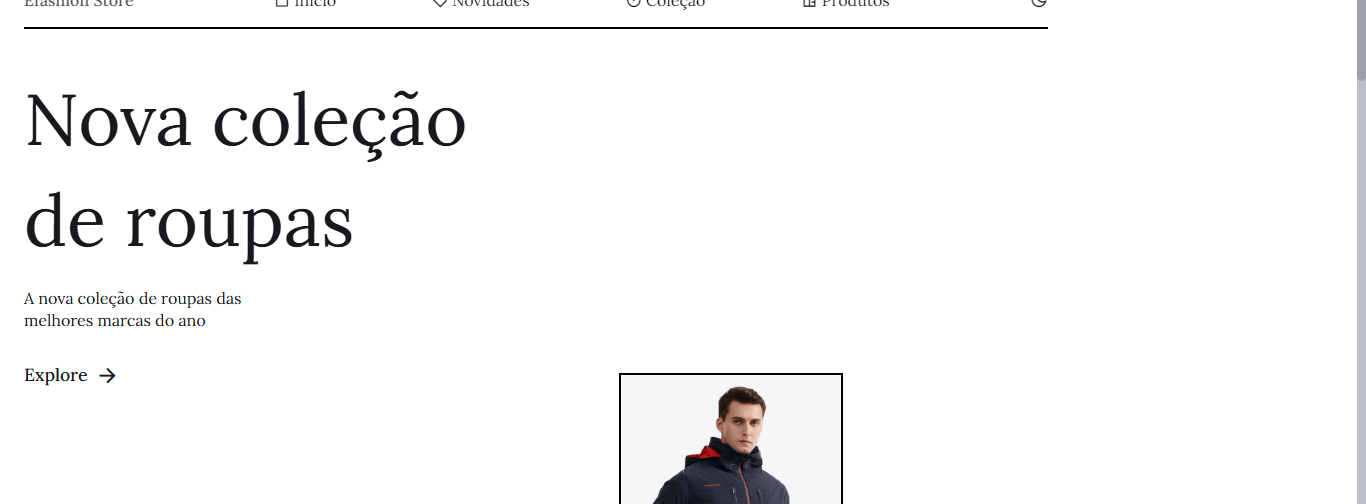 Efashion Store
Início
Novidades
Coleção
Produtos
Nova coleção
de roupas
A nova coleção de roupas das
melhores marcas do ano
Explore